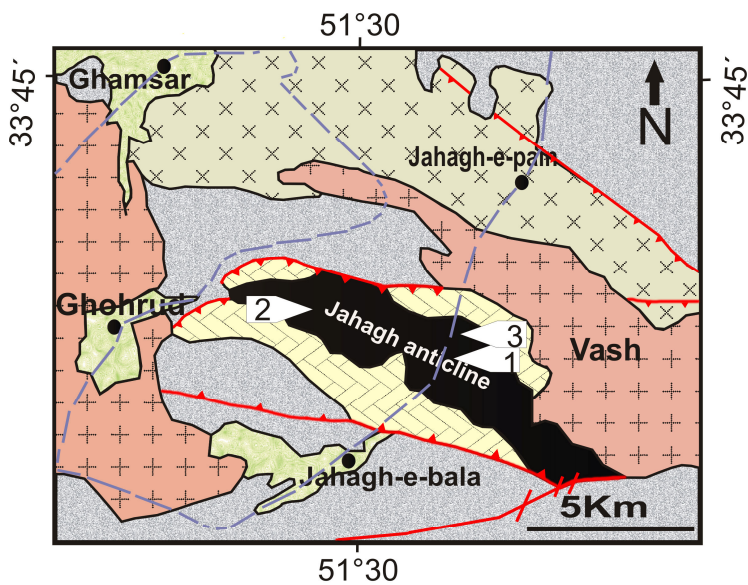 51°30
Ghamsar
33°45´
33°45´
N
Jahagh-e-pain
Ghohrud
2
Jahagh anticline
3
1
Vash
Jahagh-e-bala
5Km
51°30